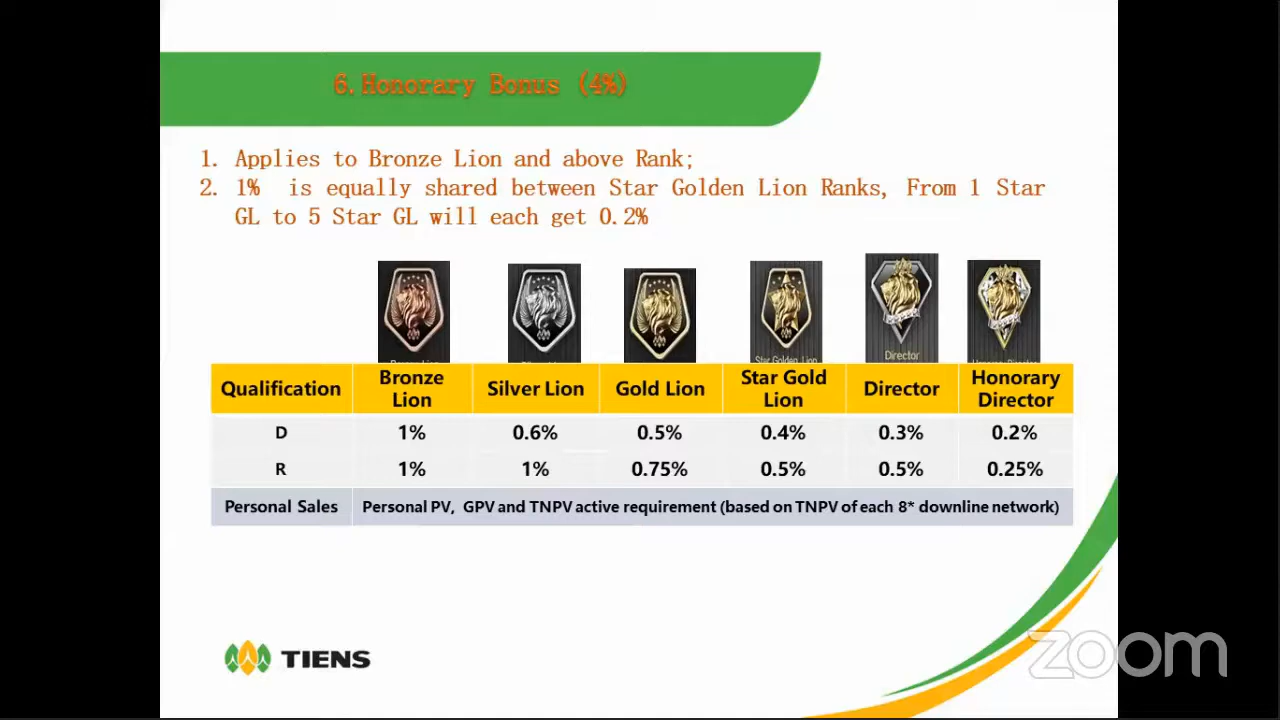 6.Honorary Bonus (4%)
1. Applies to Bronze Lion and above Rank;
2. 1% is equally shared between Star Golden Lion Ranks, From 1 Star
GL to 5 Star GL will each get 0.2%
Star Golden Lion
Director
Qualification Bronze Lion Silver Lion Gold Lion Star Gold Lion Director Honorary Director
D 1% 0.6% 0.5% 0.4% 0.3% 0.2%
R 1% 1% 0.75% 0.5% 0.5% 0.25%
Personal Sales Personal PV, GPV and TNPV active requirement (based on TNPV of each 8* downline network)
TIENS
zoom